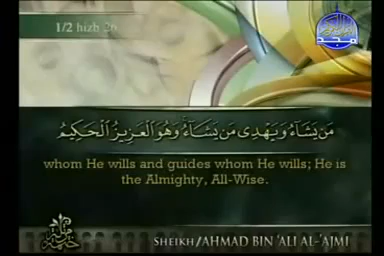 1/2 hizb 26
مَن يَشَآءُ وَيَهْدِى مَن يَشَآءُ وَهُوَ ٱلْعَزِيزُ ٱلْحَكِيمُ
whom He wills and guides whom He wills; He is
the Almighty, All-Wise.
SHEIKH/AHMAD BIN 'ALI AL-'AJMI